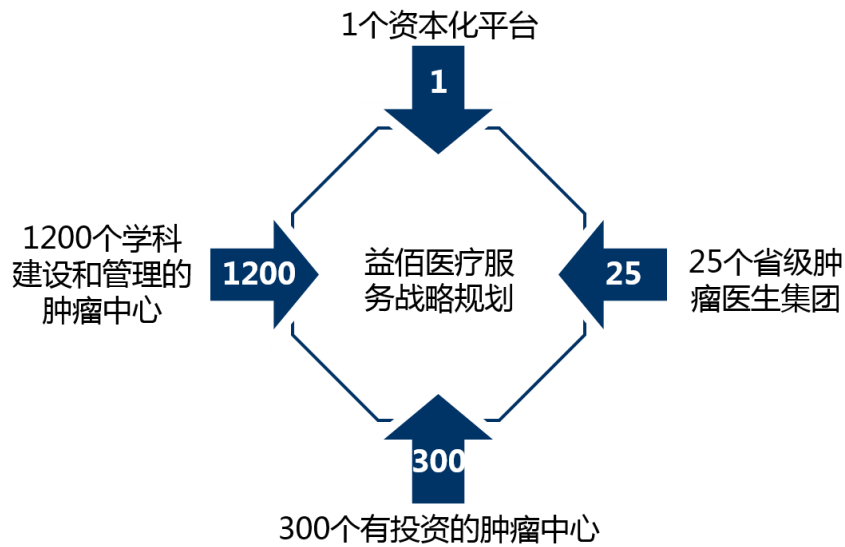 1个资本化平台
1
1200个学科
建设和管理的
肿瘤中心
1200
益佰医疗服
务战略规划
25
25个省级肿
瘤医生集团
300
300个有投资的肿瘤中心